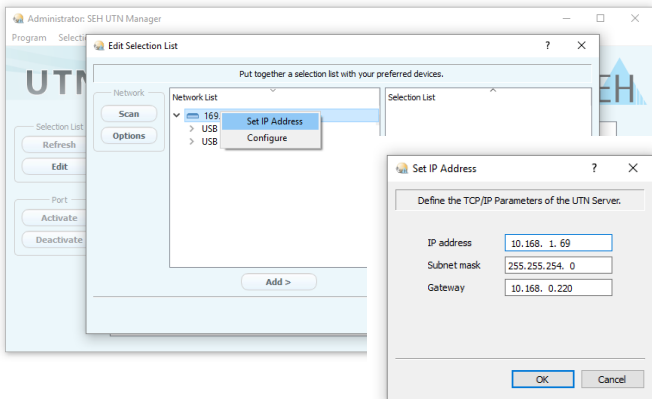 Administrator: SEH UTN Manager
Program
Edit Selection List
Put together a selection list with your preferred devices.
UTN
SEH
Network
Scan
Options
Network List
169.
USB
USB
Set IP Address
Configure
Selection List
Selection List
Refresh
Edit
Port
Activate
Deactivate
Add >
Set IP Address
Define the TCP/IP Parameters of the UTN Server.
IP address 10.168. 1. 69
Subnet mask 255.255.254. 0
Gateway 10.168. 0.220
OK Cancel